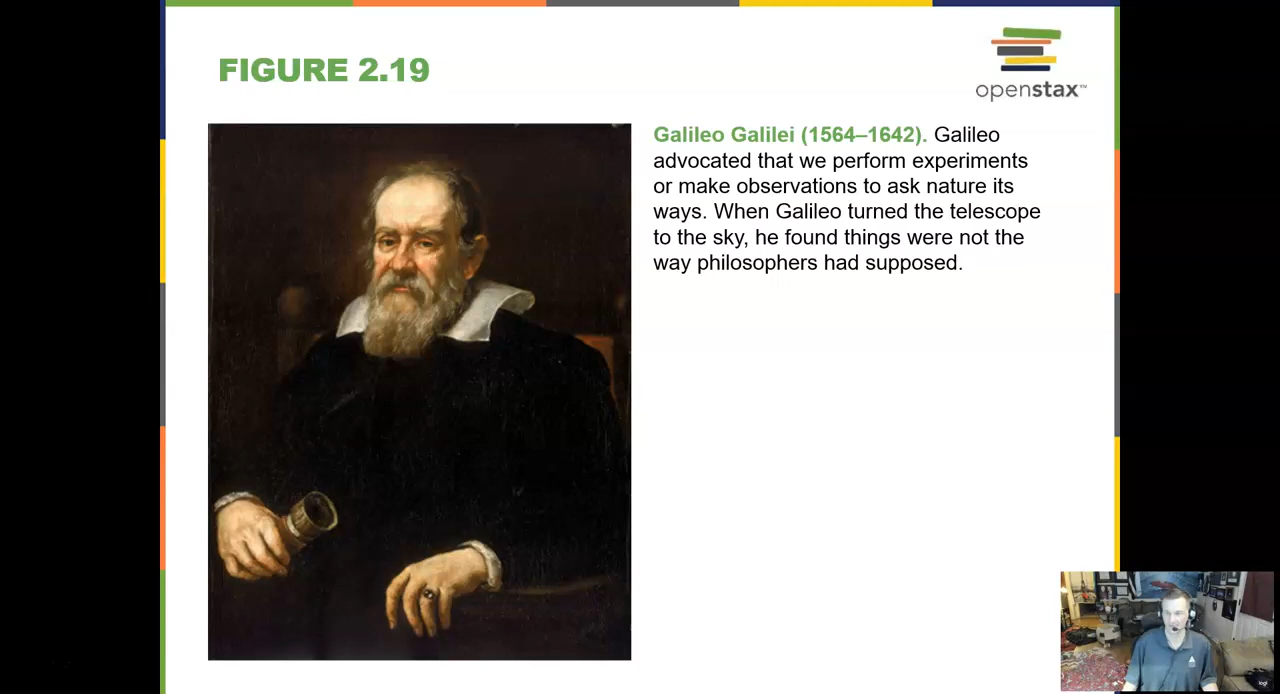 FIGURE 2.19
openstax™
Galileo Galilei (1564–1642). Galileo
advocated that we perform experiments
or make observations to ask nature its
ways. When Galileo turned the telescope
to the sky, he found things were not the
way philosophers had supposed.
logi